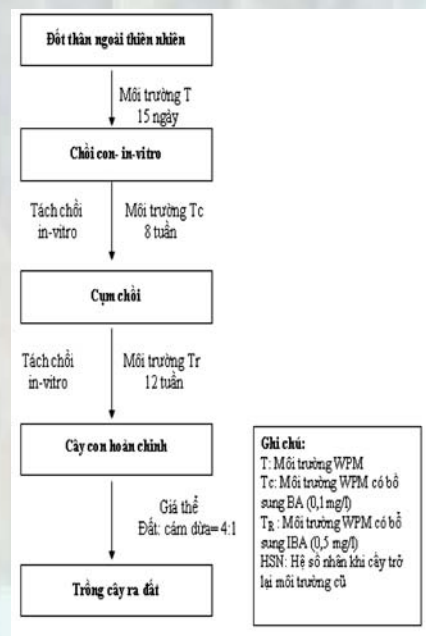 Đốt thân ngoài thiên nhiên
Môi trường T
15 ngày
Chồi con- in-vitro
Tách chồi
in-vitro
Môi trường Tc
8 tuần
Cụm chồi
Tách chồi
in-vitro
Môi trường Tr
12 tuần
Cây con hoàn chỉnh
Giá thể
Đất: cám dừa= 4:1
Trồng cây ra đất
Ghi chú:
T: Môi trường WPM
Tc: Môi trường WPM có bổ
sung BA (0,1mg/l)
TR : Môi trường WPM có bổ
sung IBA (0,5 mg/l)
HSN: Hệ số nhân khi cấy trở
lại môi trường cũ